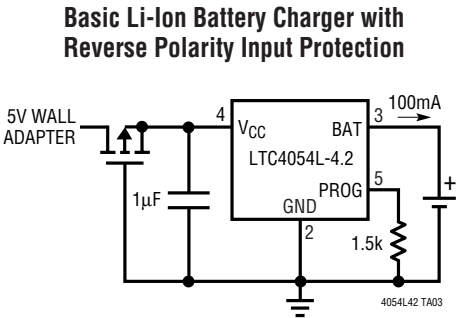 Basic Li-Ion Battery Charger with
Reverse Polarity Input Protection
5V WALL
ADAPTER
4
VCC
BAT
3
100mA
LTC4054L-4.2
1µF
PROG
5
GND
2
1.5k
+
4054L42 TA03